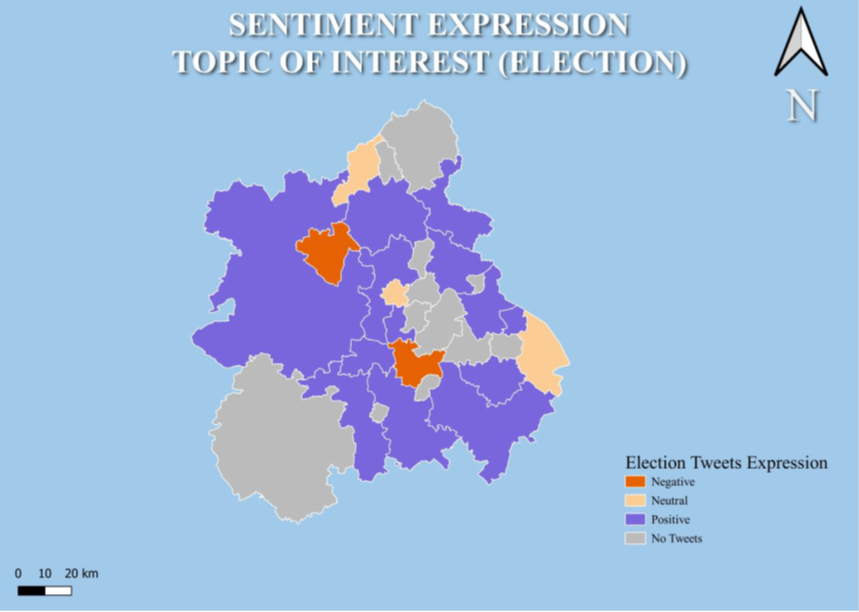 SENTIMENT EXPRESSION
TOPIC OF INTEREST (ELECTION)
N
Election Tweets Expression
Negative
Neutral
Positive
No Tweets
0 10 20 km